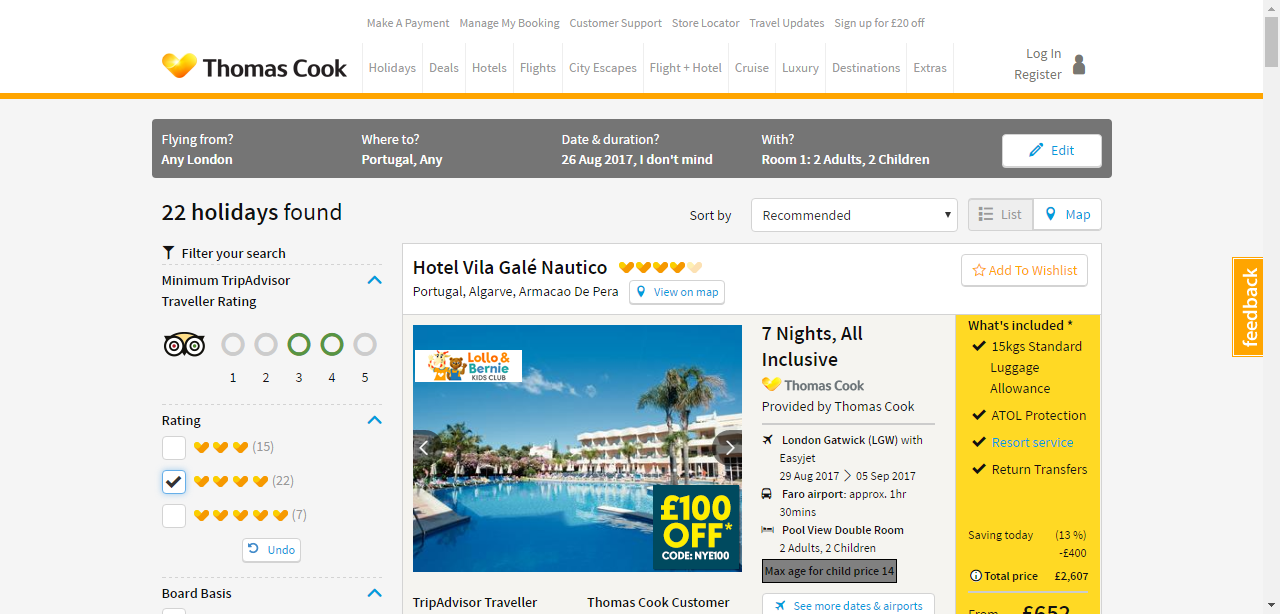 Make A Payment Manage My Booking Customer Support Store Locator Travel Updates Sign up for £20 off
Thomas Cook
Holidays Deals Hotels Flights City Escapes Flight + Hotel Cruise Luxury Destinations Extras
Log In
Register
Flying from? Where to? Date & duration? With?
Any London Portugal, Any 26 Aug 2017, I don't mind Room 1: 2 Adults, 2 Children
Edit
22 holidays found
Sort by Recommended List Map
Filter your search
Minimum TripAdvisor
Traveller Rating
1 2 3 4 5
Rating
(15)
(22)
(7)
Undo
Board Basis
Hotel Vila Galé Nautico
Add To Wishlist
Portugal, Algarve, Armacao De Pera View on map
Lollo &
Bernie
KIDS CLUB
£100
OFF*
CODE: NYE100
TripAdvisor Traveller Thomas Cook Customer
7 Nights, All
Inclusive
Thomas Cook
Provided by Thomas Cook
London Gatwick (LGW) with
Easyjet
29 Aug 2017 05 Sep 2017
Faro airport: approx. 1hr
30mins
Pool View Double Room
2 Adults, 2 Children
Max age for child price 14
See more dates & airports
What's included *
15kgs Standard
Luggage
Allowance
ATOL Protection
Resort service
Return Transfers
Saving today (13 %)
-£400
Total price £2,607
From £652
feedback